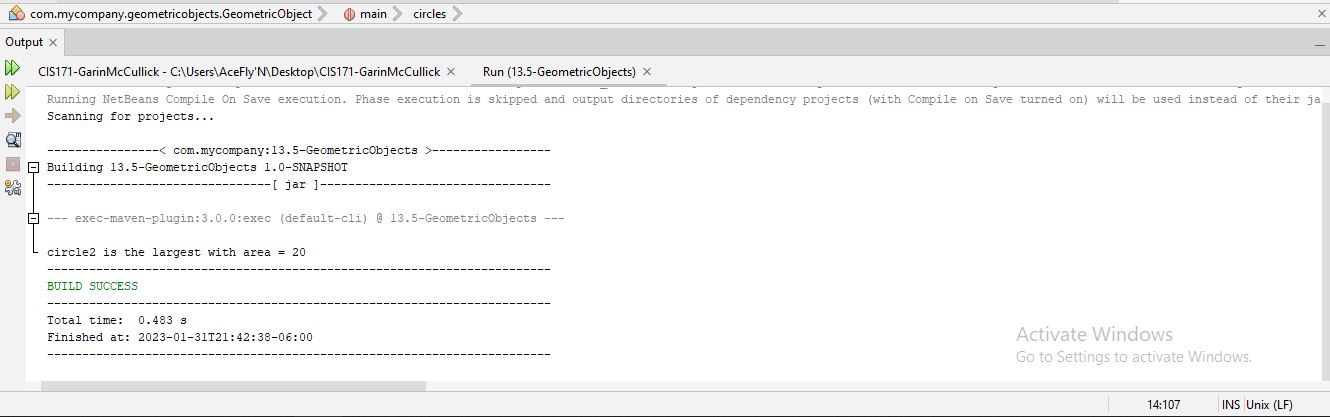 com.mycompany.geometricobjects.GeometricObject main circles
Output
CIS171-GarinMcCullick - C:\Users\AceFly'N\Desktop\CIS171-GarinMcCullick Run (13.5-GeometricObjects)
Running NetBeans Compile On Save execution. Phase execution is skipped and output directories of dependency projects (with Compile on Save turned on) will be used instead of their ja
Scanning for projects...
----------------< com.mycompany:13.5-GeometricObjects >-----------------
Building 13.5-GeometricObjects 1.0-SNAPSHOT
--------------------------------[ jar ]---------------------------------
--- exec-maven-plugin:3.0.0:exec (default-cli) @ 13.5-GeometricObjects ---
circle2 is the largest with area = 20
------------------------------------------------------------------------
BUILD SUCCESS
------------------------------------------------------------------------
Total time:  0.483 s
Finished at: 2023-01-31T21:42:38-06:00
------------------------------------------------------------------------
Activate Windows
Go to Settings to activate Windows.
14:107 INS Unix (LF)